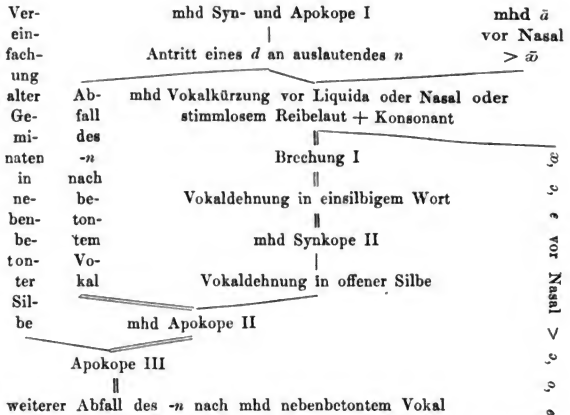 Ver-
ein-
fach-
ung
alter
Ge-
mi-
naten
in
ne-
ben-
be-
ton-
ter
Sil-
be
Ab-
fall
des
-n
nach
be-
ton-
tem
Vo-
kal
mhd Syn- und Apokope I
Antritt eines d an auslautendes n
mhd ā
vor Nasal
> ǣ
mhd Vokalkürzung vor Liquida oder Nasal oder
stimmlosem Reibelaut + Konsonant
Brechung I
Vokaldehnung in einsilbigem Wort
mhd Synkope II
Vokaldehnung in offener Silbe
mhd Apokope II
Apokope III
weiterer Abfall des -n nach mhd nebenbetontem Vokal
vor Nasal >